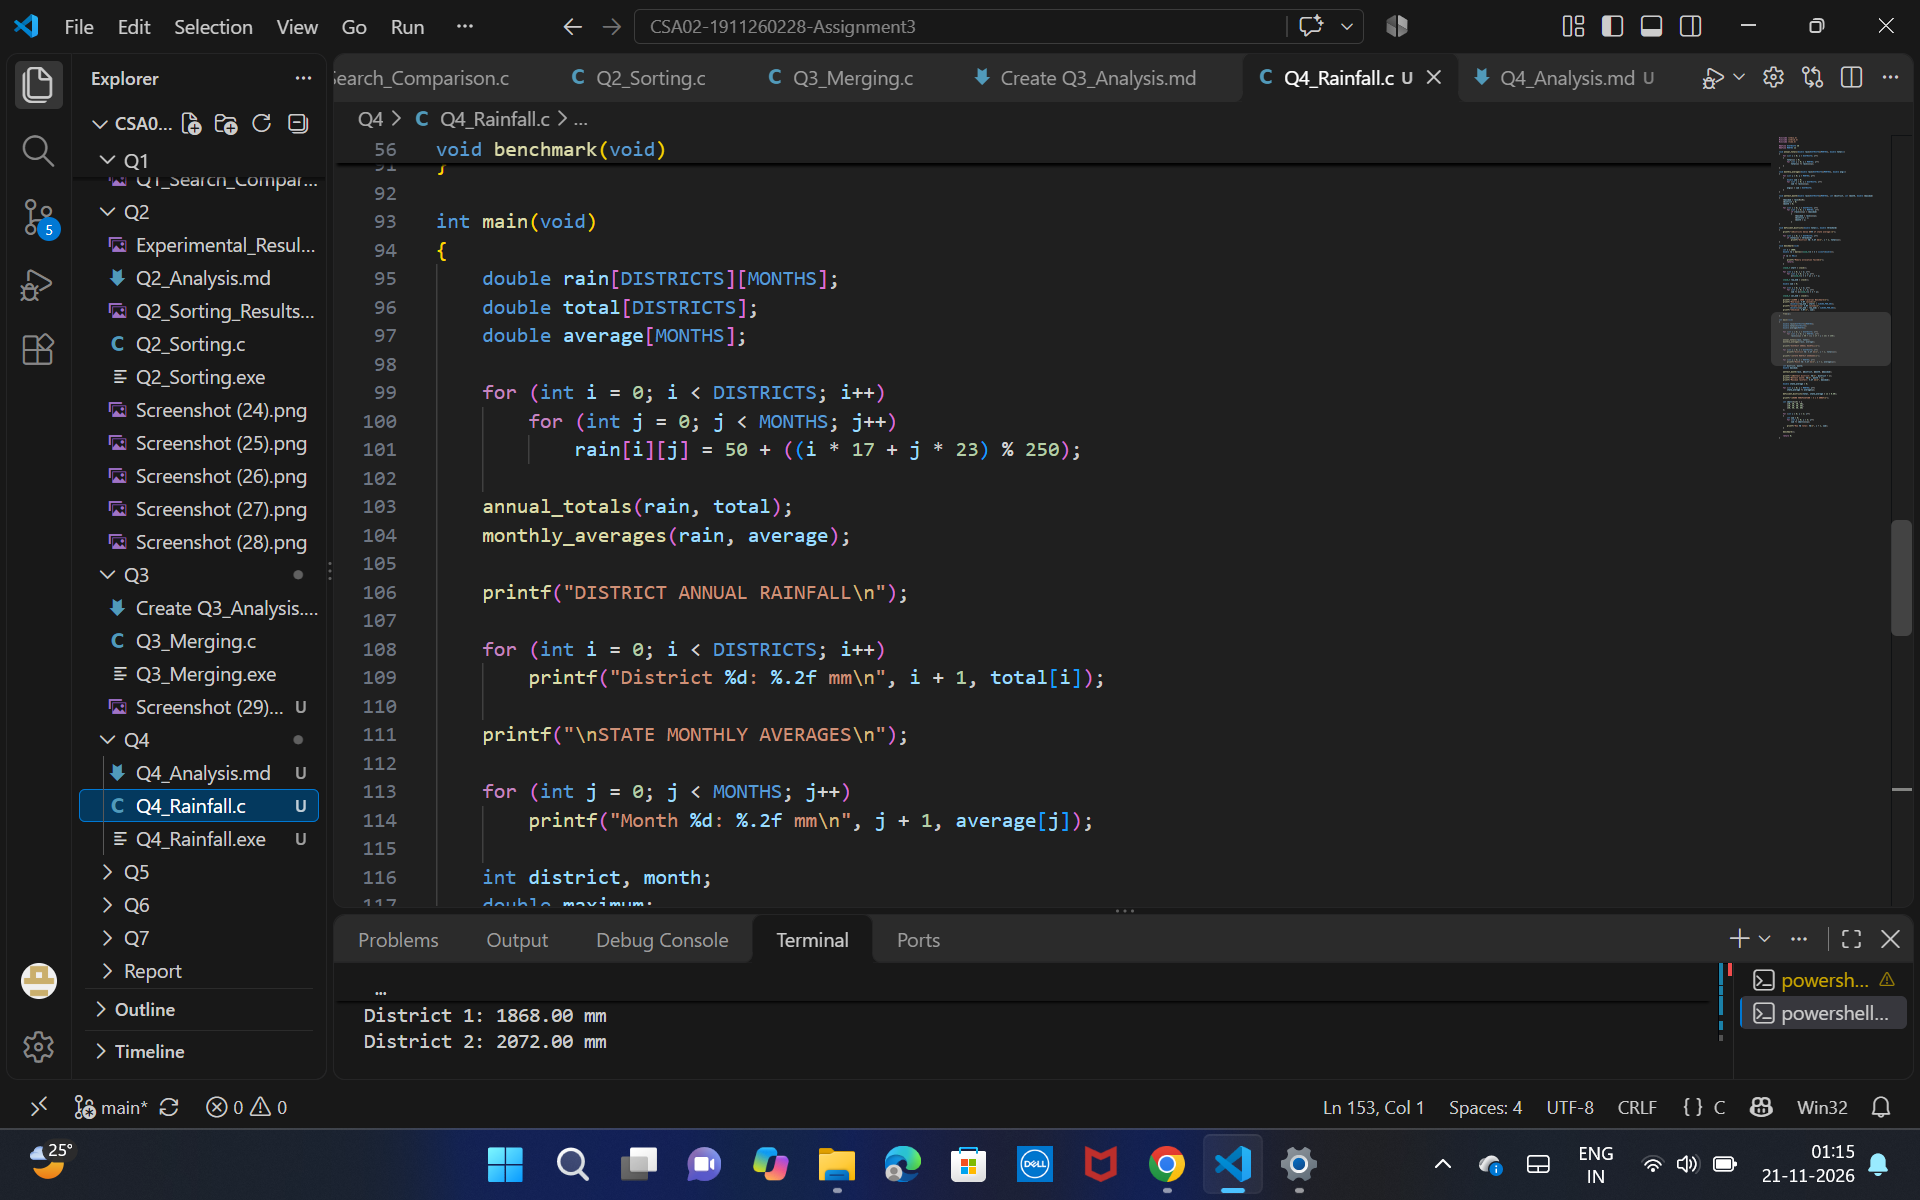 File Edit Selection View Go Run ···
CSA02-1911260228-Assignment3
Explorer
CSA0...
Q1
Q1_Search_Compar...
Q2
Experimental_Resul...
Q2_Analysis.md
Q2_Sorting_Results...
Q2_Sorting.c
Q2_Sorting.exe
Screenshot (24).png
Screenshot (25).png
Screenshot (26).png
Screenshot (27).png
Screenshot (28).png
Q3
Create Q3_Analysis....
Q3_Merging.c
Q3_Merging.exe
Screenshot (29)... U
Q4
Q4_Analysis.md U
Q4_Rainfall.c U
Q4_Rainfall.exe U
Q5
Q6
Q7
Report
Outline
Timeline
5
Search_Comparison.c Q2_Sorting.c Q3_Merging.c Create Q3_Analysis.md Q4_Rainfall.c U Q4_Analysis.md U
Q4 > C Q4_Rainfall.c > ...
56 void benchmark(void)
91 }
92
93 int main(void)
94 {
95 double rain[DISTRICTS][MONTHS];
96 double total[DISTRICTS];
97 double average[MONTHS];
98
99 for (int i = 0; i < DISTRICTS; i++)
100 for (int j = 0; j < MONTHS; j++)
101 rain[i][j] = 50 + ((i * 17 + j * 23) % 250);
102
103 annual_totals(rain, total);
104 monthly_averages(rain, average);
105
106 printf("DISTRICT ANNUAL RAINFALL\n");
107
108 for (int i = 0; i < DISTRICTS; i++)
109 printf("District %d: %.2f mm\n", i + 1, total[i]);
110
111 printf("\nSTATE MONTHLY AVERAGES\n");
112
113 for (int j = 0; j < MONTHS; j++)
114 printf("Month %d: %.2f mm\n", j + 1, average[j]);
115
116 int district, month;
117 double maximum;
Problems Output Debug Console Terminal Ports
...
District 1: 1868.00 mm
District 2: 2072.00 mm
powersh...
powershell...
main* 0 0
Ln 153, Col 1 Spaces: 4 UTF-8 CRLF { } C Win32
25°
DELL
ENG
IN
01:15
21-11-2026